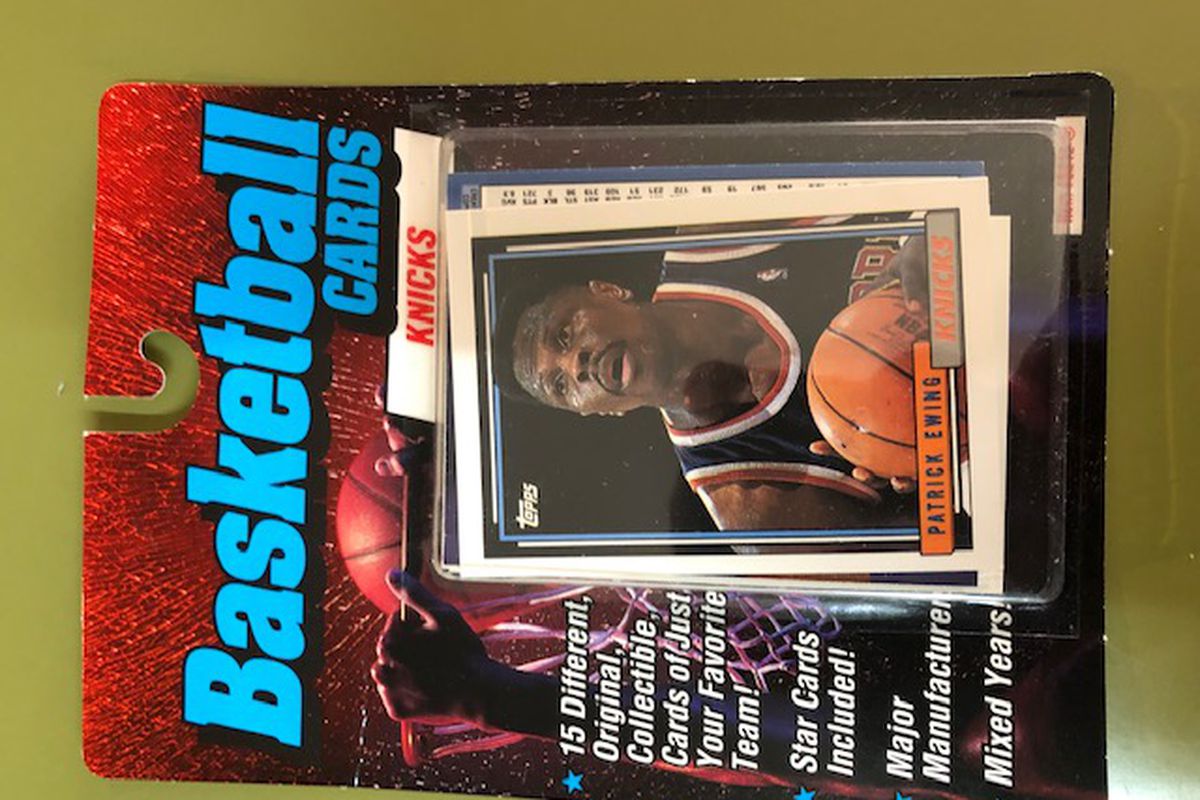 Basketball
CARDS
KNICKS
TOPPS
PATRICK EWING
KNICKS
15 Different,
Original,
Collectible,
Cards of Just
Your Favorite
Team!
Star Cards
Included!
Major
Manufacturer
Mixed Years!